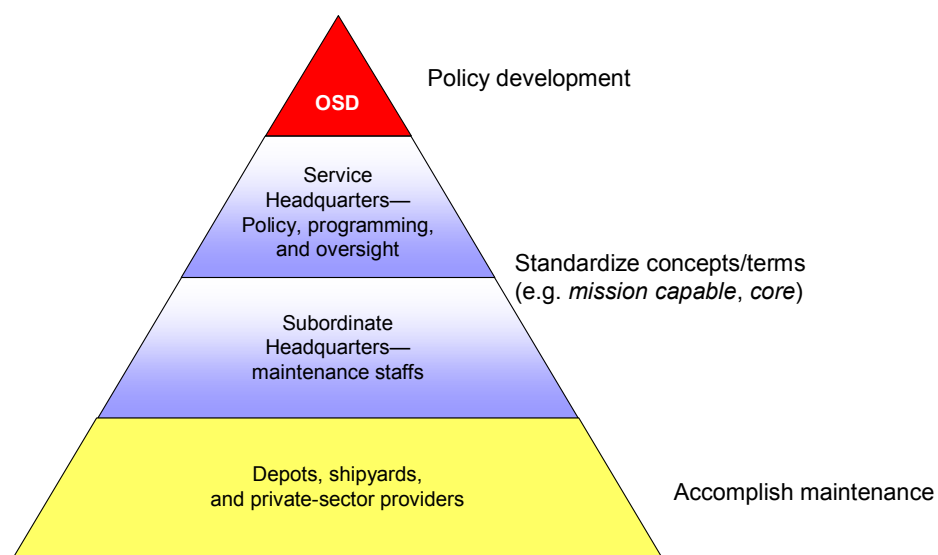 Policy development
OSD
Service
Headquarters—
Policy, programming,
and oversight
Standardize concepts/terms
(e.g. mission capable, core)
Subordinate
Headquarters—
maintenance staffs
Depots, shipyards,
and private-sector providers
Accomplish maintenance